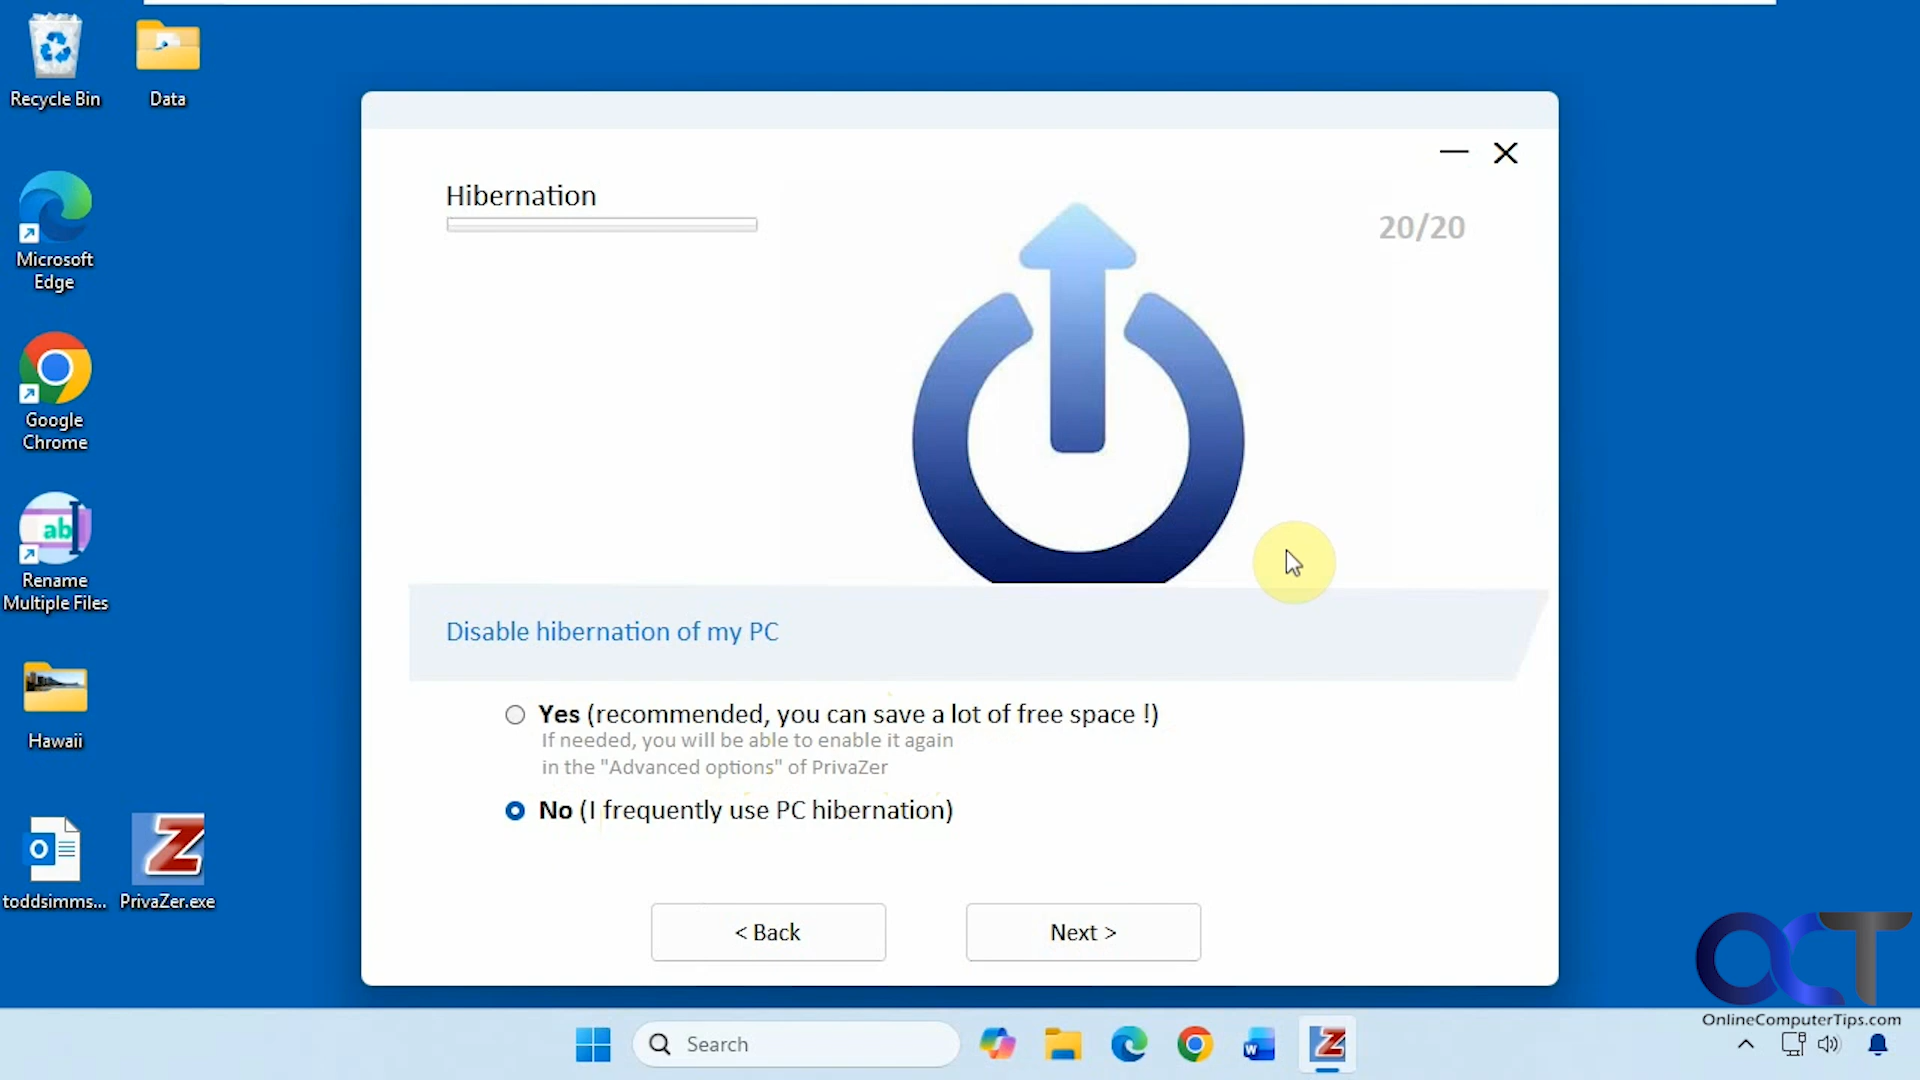 Recycle Bin
Data
Microsoft
Edge
Google
Chrome
ab
Rename
Multiple Files
Hawaii
toddsimms...
PrivaZer.exe
Hibernation
20/20
Disable hibernation of my PC
Yes (recommended, you can save a lot of free space !)
If needed, you will be able to enable it again
in the "Advanced options" of PrivaZer
No (I frequently use PC hibernation)
< Back
Next >
Search
OCT
OnlineComputerTips.com